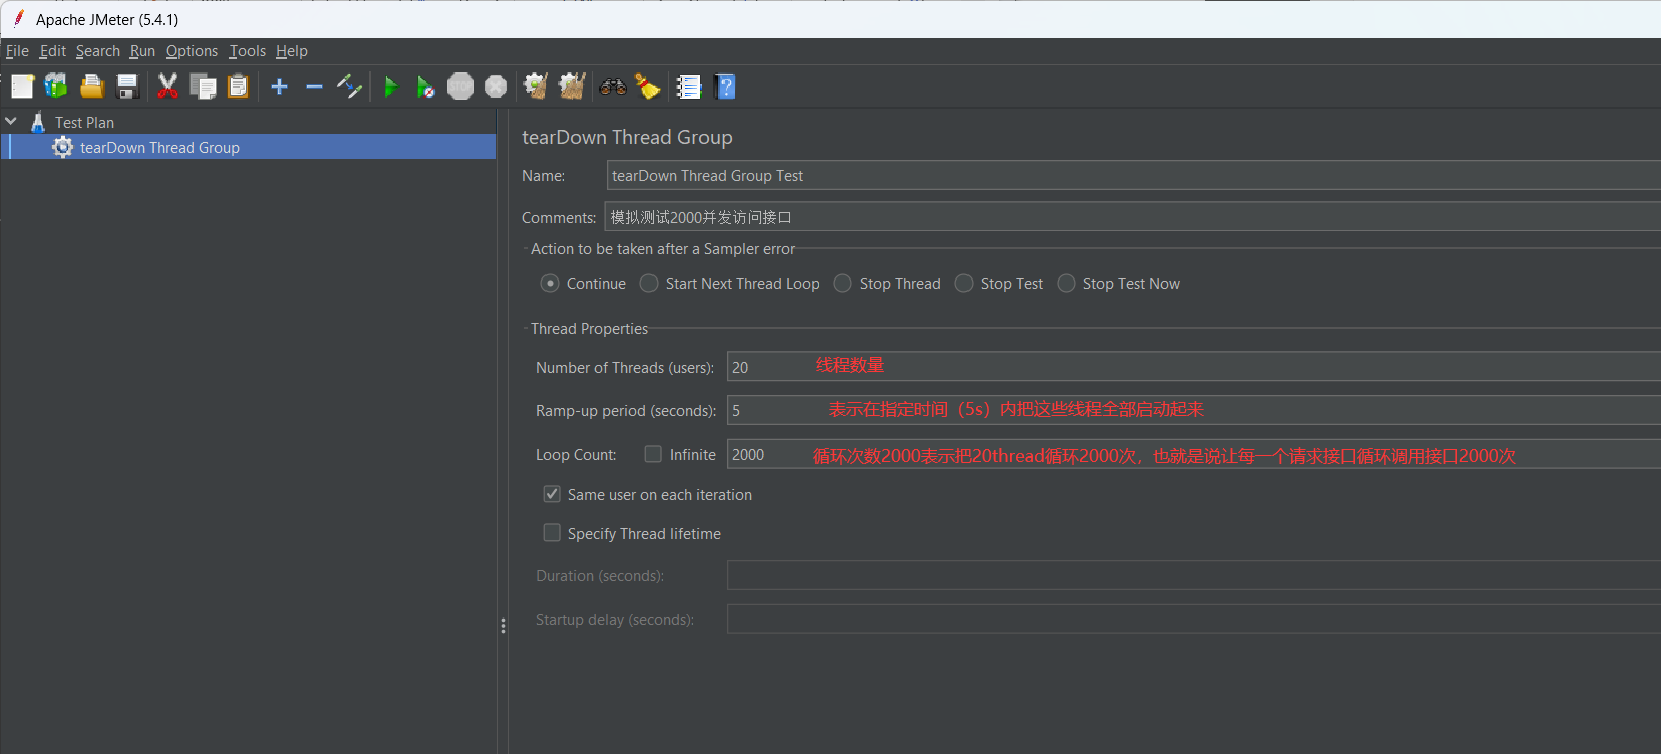 Apache JMeter (5.4.1)
File Edit Search Run Options Tools Help
Test Plan
tearDown Thread Group
tearDown Thread Group
Name: tearDown Thread Group Test
Comments: 模拟测试2000并发访问接口
Action to be taken after a Sampler error
Continue Start Next Thread Loop Stop Thread Stop Test Stop Test Now
Thread Properties
Number of Threads (users): 20 线程数量
Ramp-up period (seconds): 5 表示在指定时间（5s）内把这些线程全部启动起来
Loop Count: Infinite 2000 循环次数2000表示把20thread循环2000次，也就是说让每一个请求接口循环调用接口2000次
Same user on each iteration
Specify Thread lifetime
Duration (seconds):
Startup delay (seconds):